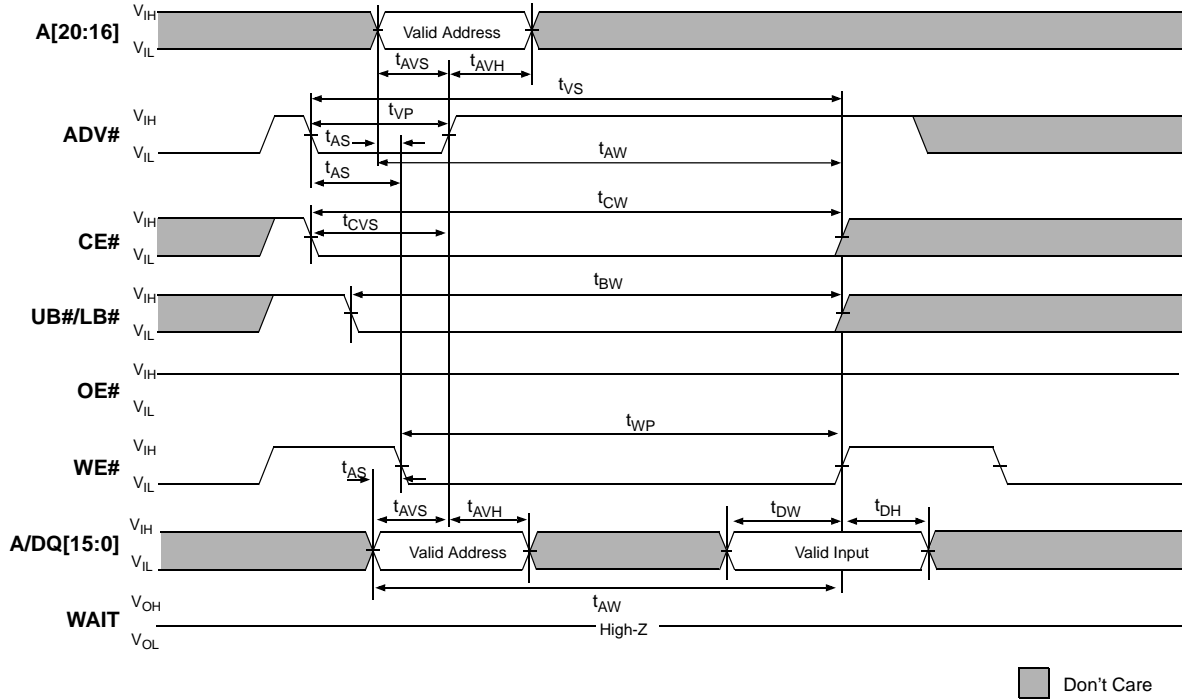 A[20:16] VIH VIL Valid Address
tAVS tAVH
tVS
ADV# VIH VIL tVP
tAS
tAW
tAS
CE# VIH VIL tCW
tCVS
UB#/LB# VIH VIL tBW
OE# VIH VIL
WE# VIH VIL tWP
tAS
tAVS tAVH tDW tDH
A/DQ[15:0] VIH VIL Valid Address Valid Input
tAW
WAIT VOH VOL High-Z
Don't Care